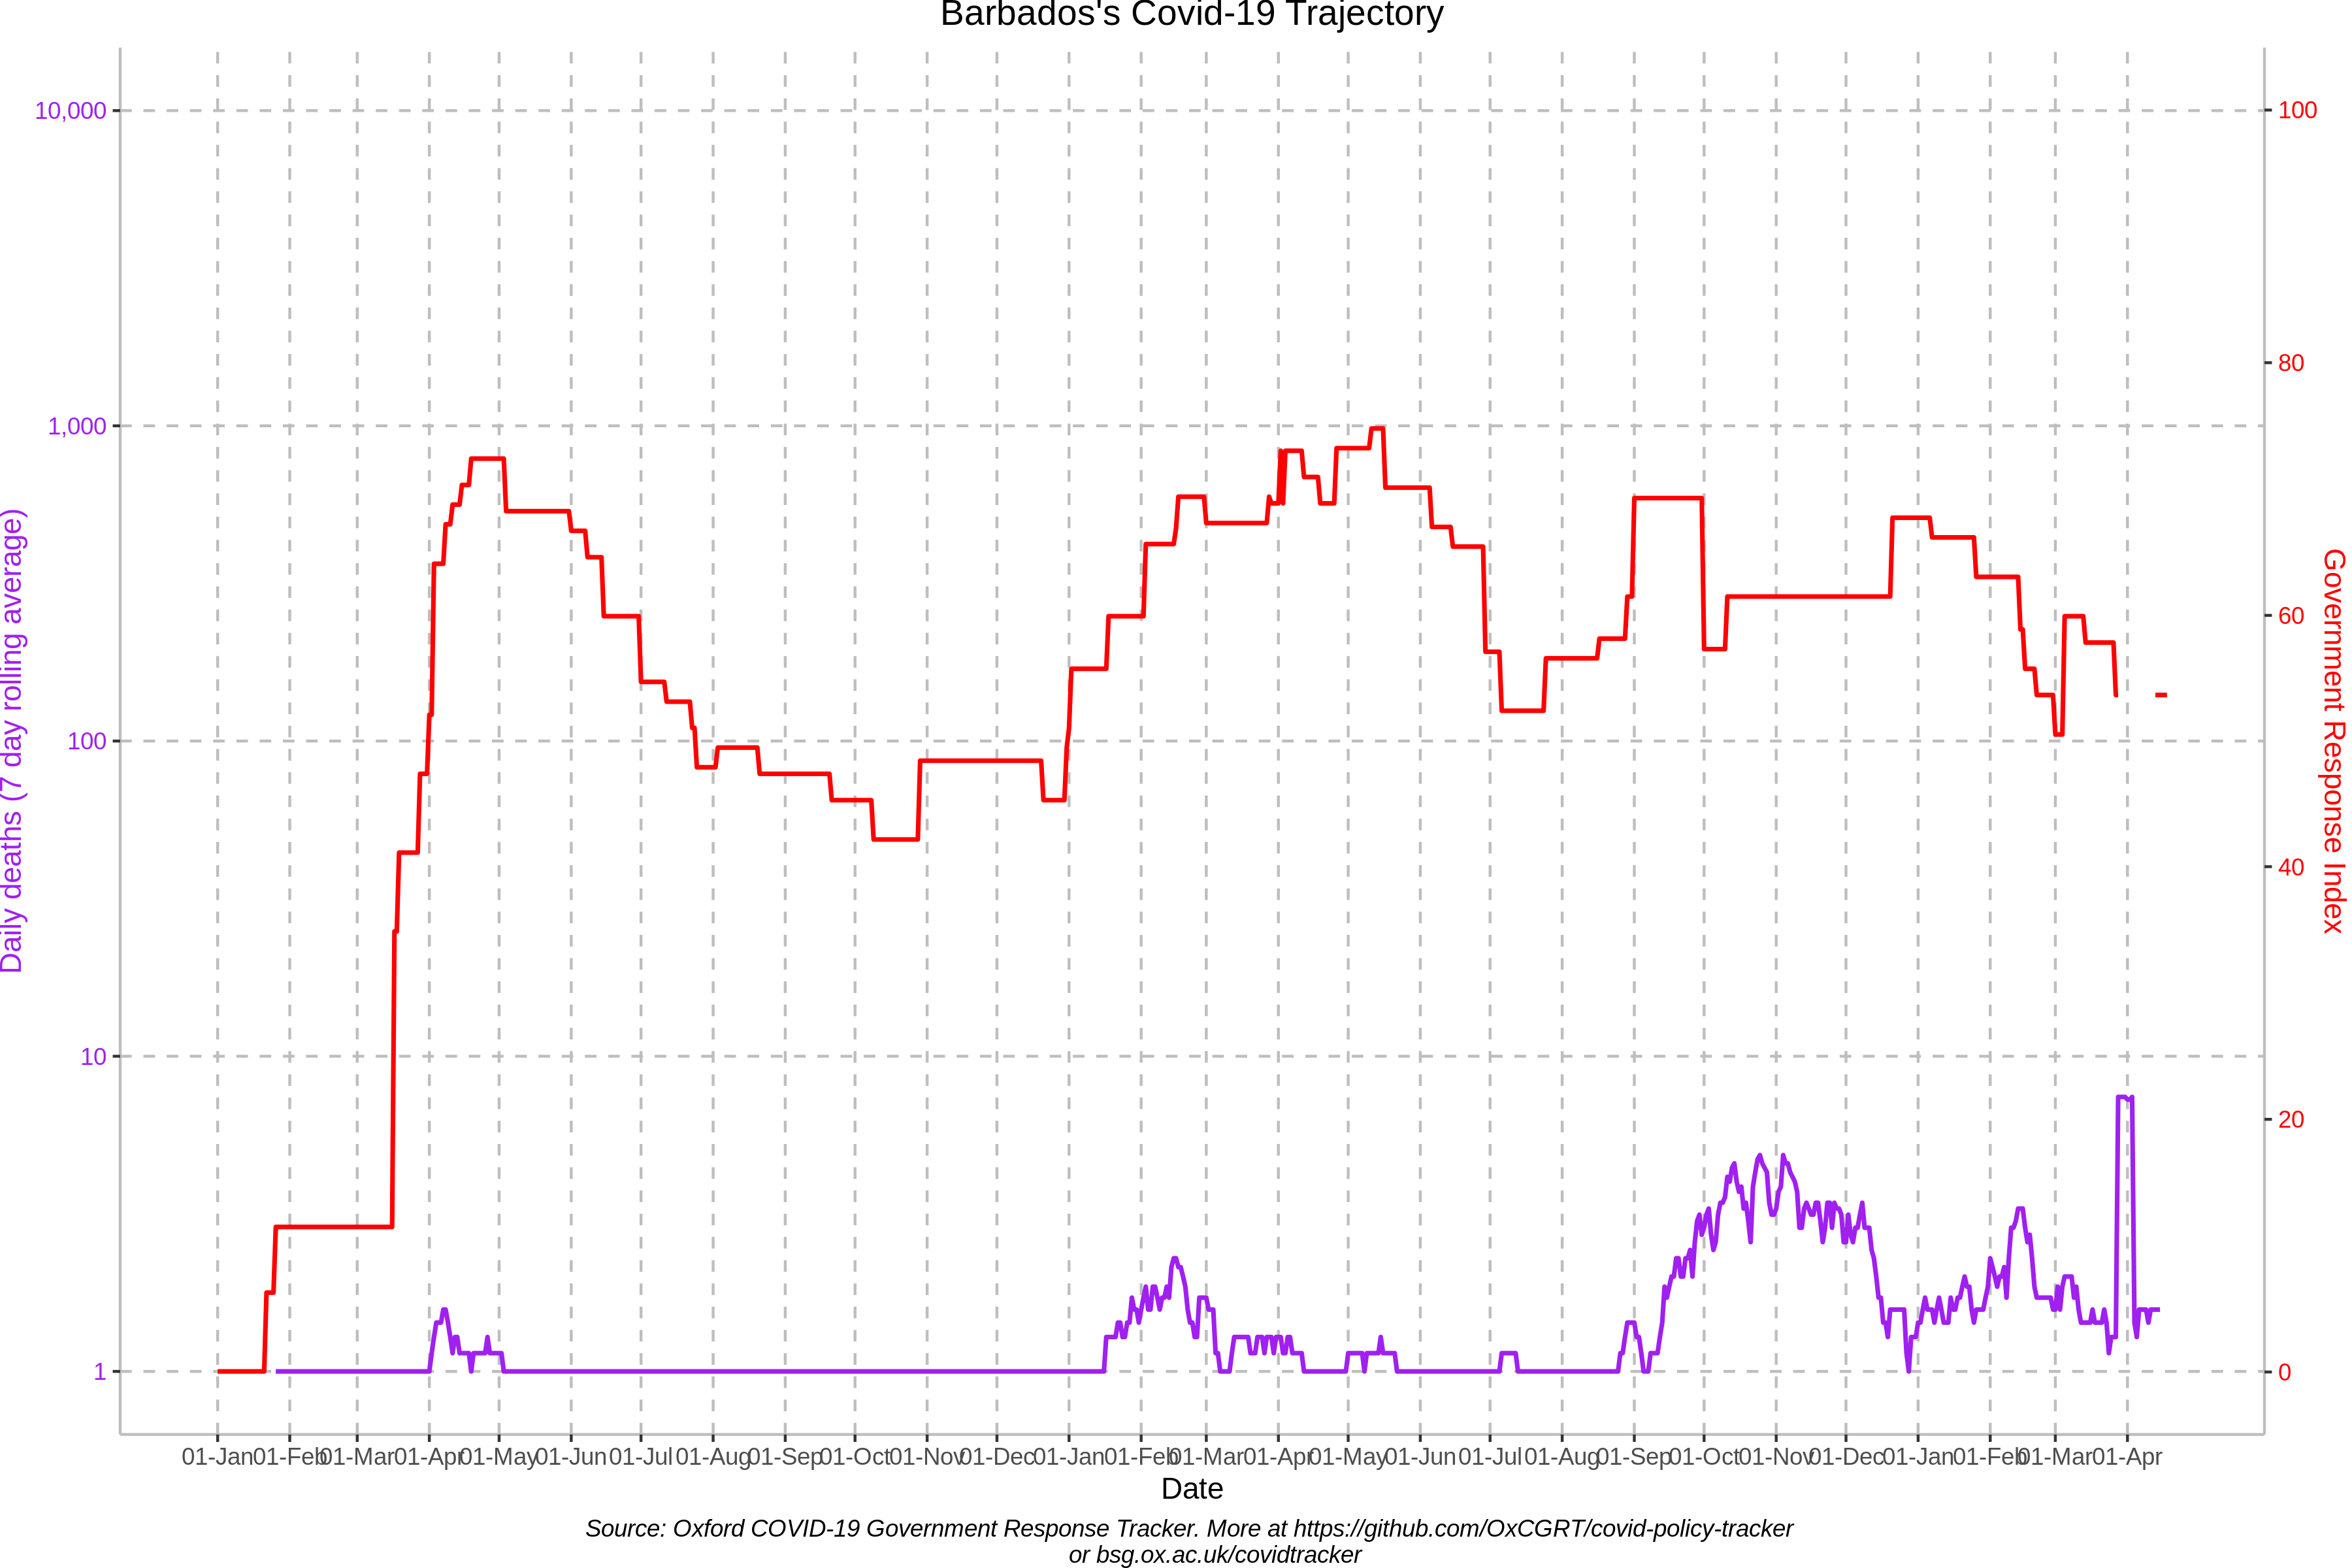 Barbados's Covid-19 Trajectory
10,000
1,000
100
10
1
Daily deaths (7 day rolling average)
100
80
60
40
20
0
Government Response Index
01-Jan 01-Feb 01-Mar 01-Apr 01-May 01-Jun 01-Jul 01-Aug 01-Sep 01-Oct 01-Nov 01-Dec 01-Jan 01-Feb 01-Mar 01-Apr 01-May 01-Jun 01-Jul 01-Aug 01-Sep 01-Oct 01-Nov 01-Dec 01-Jan 01-Feb 01-Mar 01-Apr
Date
Source: Oxford COVID-19 Government Response Tracker. More at https://github.com/OxCGRT/covid-policy-tracker
or bsg.ox.ac.uk/covidtracker